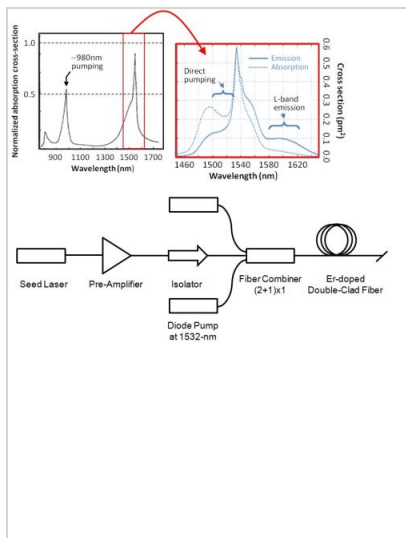 1.0
0.5
Normalized absorption cross-section
~980nm
pumping
900 1100 1300 1500 1700
Wavelength (nm)
Direct
pumping
Emission
Absorption
L-band
emission
0.6
0.5
0.4
0.3
0.2
0.1
0.0
Cross section (pm²)
1460 1500 1540 1580 1620
Wavelength (nm)
Seed Laser
Pre-Amplifier
Isolator
Diode Pump
at 1532-nm
Fiber Combiner
(2+1)x1
Er-doped
Double-Clad Fiber